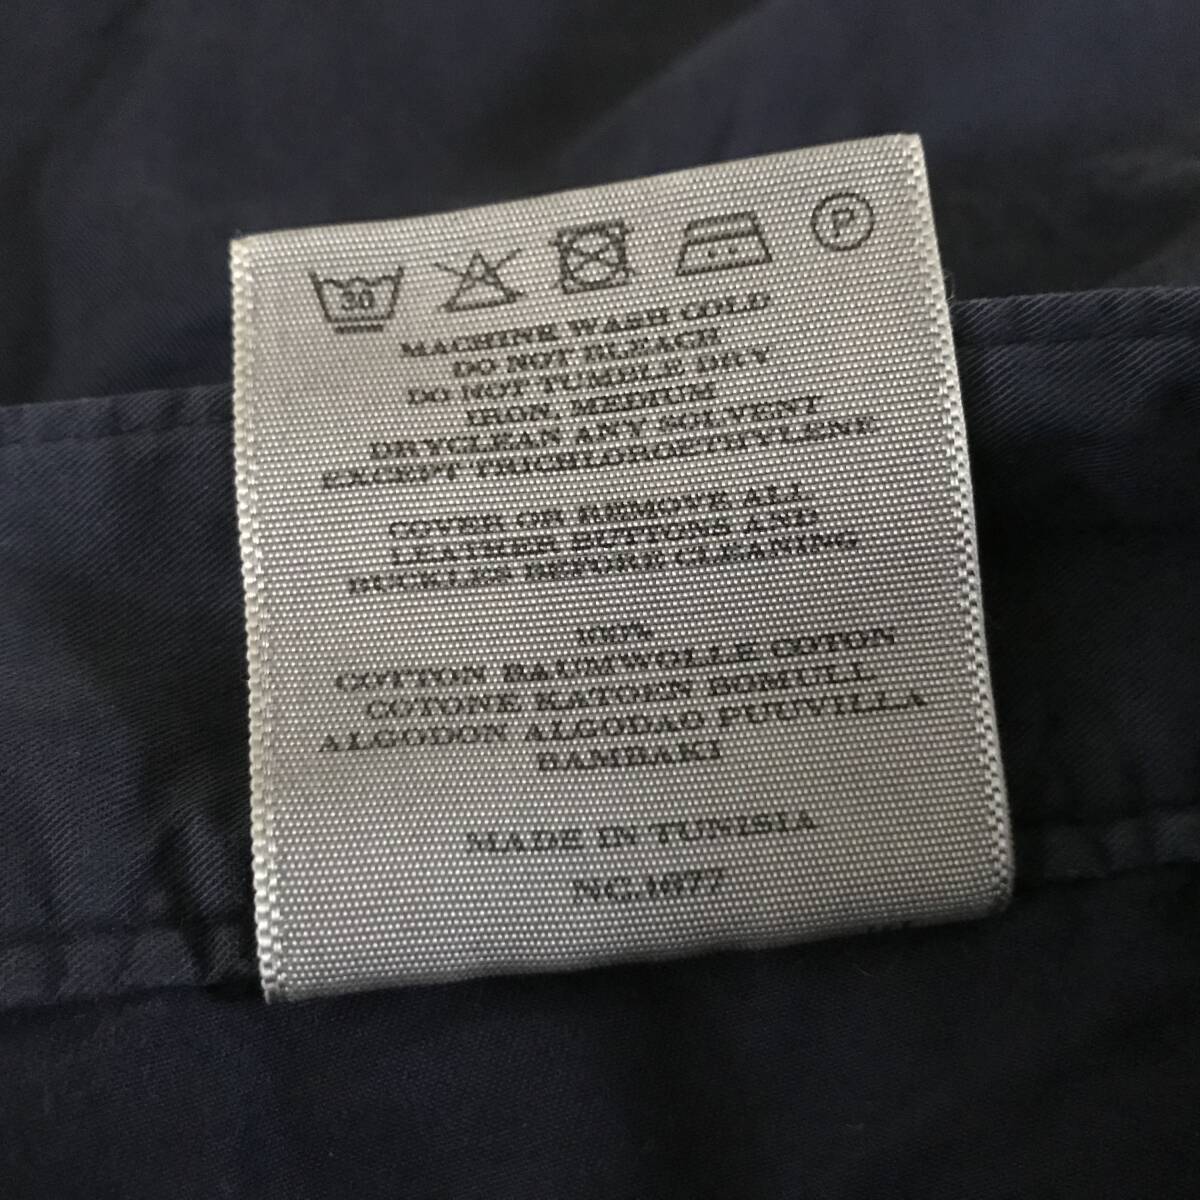 30
P
MACHINE WASH COLD
DO NOT BLEACH
DO NOT TUMBLE DRY
IRON, MEDIUM
DRYCLEAN ANY SOLVENT
EXCEPT TRICHLOROETHYLENE
COVER OR REMOVE ALL
LEATHER BUTTONS AND
BUCKLES BEFORE CLEANING
100%
COTTON BAUMWOLLE COTON
COTONE KATOEN BOMULL
ALGODON ALGODAO PUUVILLA
BAMBAKI
MADE IN TUNISIA
NG.1677